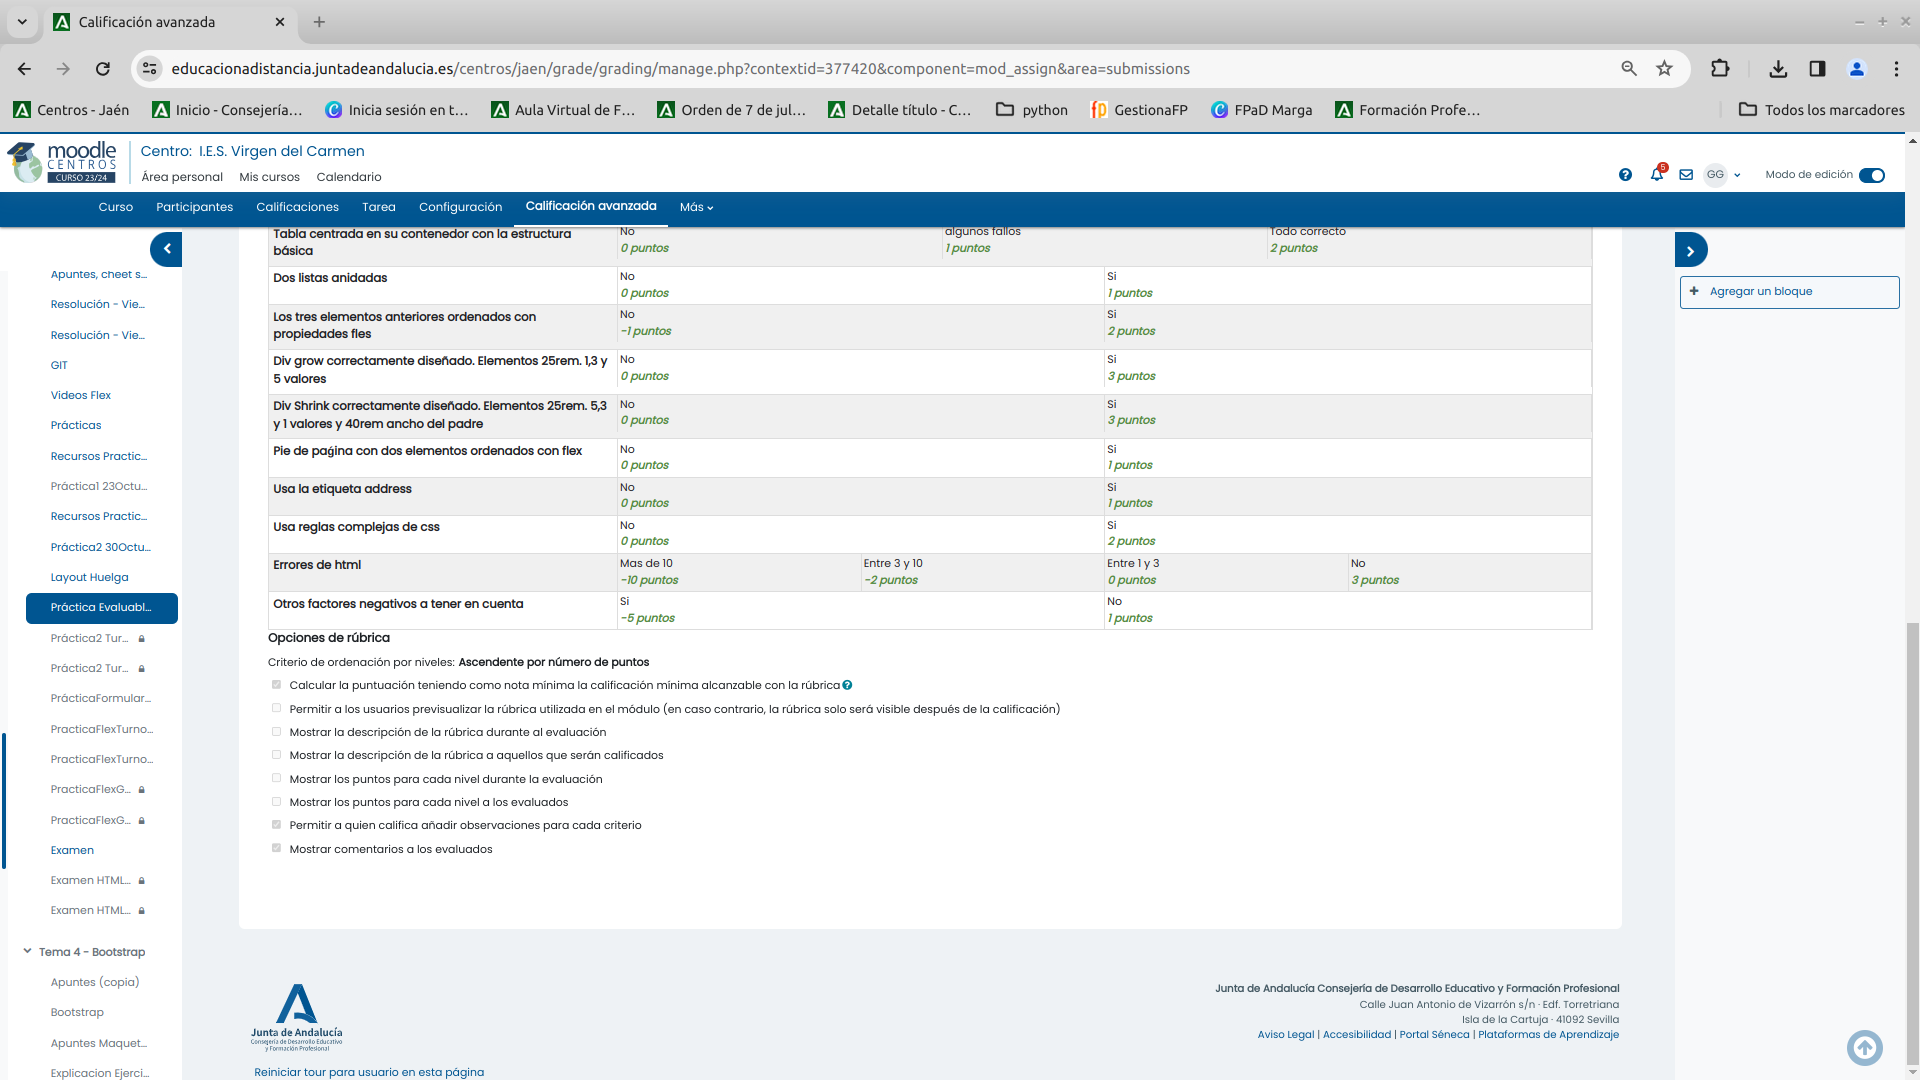 Calificación avanzada
educacionadistancia.juntadeandalucia.es/centros/jaen/grade/grading/manage.php?contextid=377420&component=mod_assign&area=submissions
Centros - Jaén
Inicio - Consejería…
Inicia sesión en t…
Aula Virtual de F…
Orden de 7 de jul…
Detalle título - C…
python
GestionaFP
FPaD Marga
Formación Profe…
Todos los marcadores
moodle
CENTROS
CURSO 23/24
Centro: I.E.S. Virgen del Carmen
Área personal
Mis cursos
Calendario
5
GG
Modo de edición
Curso
Participantes
Calificaciones
Tarea
Configuración
Calificación avanzada
Más
Apuntes, cheet s...
Resolución - Vie...
Resolución - Vie...
GIT
Videos Flex
Prácticas
Recursos Practic...
Práctica1 23Octu...
Recursos Practic...
Práctica2 30Octu...
Layout Huelga
Práctica Evaluabl...
Práctica2 Tur...
Práctica2 Tur...
PrácticaFormular...
PracticaFlexTurno...
PracticaFlexTurno...
PracticaFlexG...
PracticaFlexG...
Examen
Examen HTML...
Examen HTML...
Tema 4 - Bootstrap
Apuntes (copia)
Bootstrap
Apuntes Maquet...
Explicacion Ejerci...
Tabla centrada en su contenedor con la estructura
básica
No
0 puntos
algunos fallos
1 puntos
Todo correcto
2 puntos
Dos listas anidadas
No
0 puntos
Si
1 puntos
Los tres elementos anteriores ordenados con
propiedades fles
No
-1 puntos
Si
2 puntos
Div grow correctamente diseñado. Elementos 25rem. 1,3 y
5 valores
No
0 puntos
Si
3 puntos
Div Shrink correctamente diseñado. Elementos 25rem. 5,3
y 1 valores y 40rem ancho del padre
No
0 puntos
Si
3 puntos
Pie de paǵina con dos elementos ordenados con flex
No
0 puntos
Si
1 puntos
Usa la etiqueta address
No
0 puntos
Si
1 puntos
Usa reglas complejas de css
No
0 puntos
Si
2 puntos
Errores de html
Mas de 10
-10 puntos
Entre 3 y 10
-2 puntos
Entre 1 y 3
0 puntos
No
3 puntos
Otros factores negativos a tener en cuenta
Si
-5 puntos
No
1 puntos
Opciones de rúbrica
Criterio de ordenación por niveles: Ascendente por número de puntos
Calcular la puntuación teniendo como nota mínima la calificación mínima alcanzable con la rúbrica
Permitir a los usuarios previsualizar la rúbrica utilizada en el módulo (en caso contrario, la rúbrica solo será visible después de la calificación)
Mostrar la descripción de la rúbrica durante al evaluación
Mostrar la descripción de la rúbrica a aquellos que serán calificados
Mostrar los puntos para cada nivel durante la evaluación
Mostrar los puntos para cada nivel a los evaluados
Permitir a quien califica añadir observaciones para cada criterio
Mostrar comentarios a los evaluados
Agregar un bloque
Junta de Andalucía
Consejería de Desarrollo Educativo
y Formación Profesional
Reiniciar tour para usuario en esta página
Junta de Andalucía Consejería de Desarrollo Educativo y Formación Profesional
Calle Juan Antonio de Vizarrón s/n · Edf. Torretriana
Isla de la Cartuja · 41092 Sevilla
Aviso Legal | Accesibilidad | Portal Séneca | Plataformas de Aprendizaje